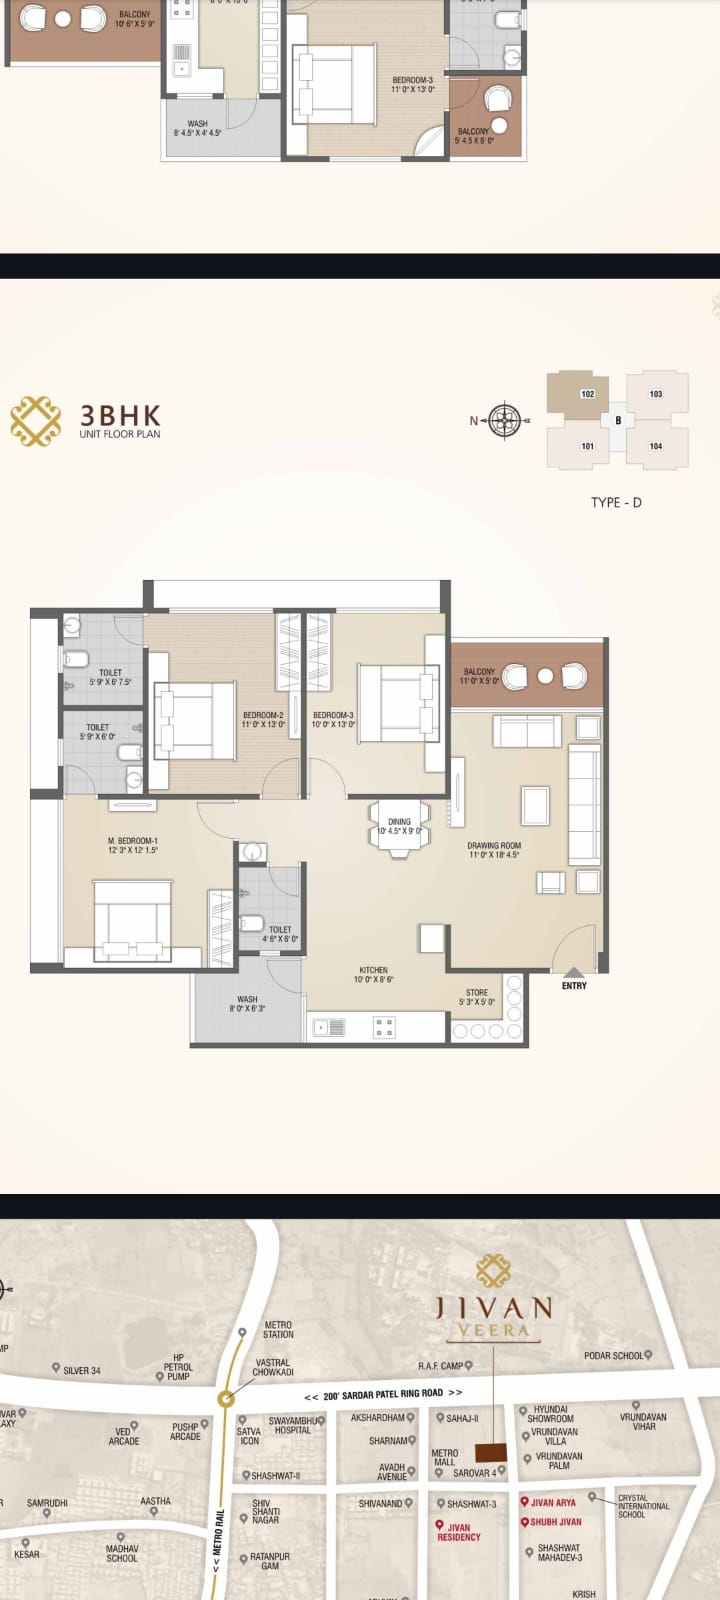 BALCONY
10' 6" X 5' 9"
WASH
8' 4.5" X 4' 4.5"
BEDROOM-3
11' 0" X 13' 0"
BALCONY
5' 4.5 X 6' 0"
3BHK
UNIT FLOOR PLAN
N
102
103
B
101
104
TYPE - D
TOILET
5' 9" X 6' 7.5"
BEDROOM-2
11' 0" X 13' 0"
BEDROOM-3
10' 0" X 13' 0"
BALCONY
11' 0" X 5' 0"
TOILET
5' 9" X 6' 0"
M. BEDROOM-1
12' 3" X 12' 1.5"
DINING
10' 4.5" X 9' 0"
DRAWING ROOM
11' 0" X 18' 4.5"
TOILET
4' 6" X 6' 0"
KITCHEN
10' 0" X 8' 6"
ENTRY
WASH
8' 0" X 6' 3"
STORE
5' 3" X 5' 0"
JIVAN
VEERA
METRO
STATION
VASTRAL
CHOWKADI
SILVER 34
HP
PETROL
PUMP
R.A.F. CAMP
PODAR SCHOOL
<< 200' SARDAR PATEL RING ROAD >>
VED
ARCADE
PUSHP
ARCADE
SATVA
ICON
SWAYAMBHU
HOSPITAL
AKSHARDHAM
SAHAJ-II
HYUNDAI
SHOWROOM
VRUNDAVAN
VIHAR
SHARNAM
VRUNDAVAN
VILLA
METRO
MALL
VRUNDAVAN
PALM
SHASHWAT-II
AVADH
AVENUE
SAROVAR 4
SAMRUDHI
AASTHA
SHIV
SHANTI
NAGAR
SHIVANAND
SHASHWAT-3
JIVAN ARYA
CRYSTAL
INTERNATIONAL
SCHOOL
JIVAN
RESIDENCY
SHUBH JIVAN
<< METRO RAIL
KESAR
MADHAV
SCHOOL
RATANPUR
GAM
SHASHWAT
MAHADEV-3
KRISH